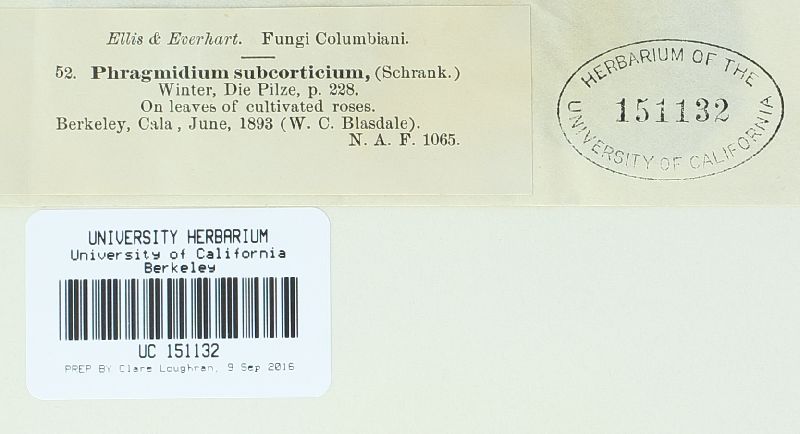 Ellis & Everhart. Fungi Columbiani.
52. Phragmidium subcorticium, (Schrank.)
Winter, Die Pilze, p. 228.
On leaves of cultivated roses.
Berkeley, Cala, June, 1893 (W. C. Blasdale).
N. A. F. 1065.
HERBARIUM OF THE
151132
UNIVERSITY OF CALIFORNIA
UNIVERSITY HERBARIUM
University of California
Berkeley
UC 151132
PREP BY Clare Loughran, 9 Sep 2016